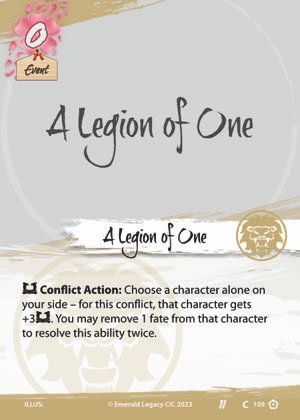 Event
A Legion of One
A Legion of One
Conflict Action: Choose a character alone on
your side – for this conflict, that character gets
+3. You may remove 1 fate from that character
to resolve this ability twice.
ILLUS: © Emerald Legacy CIC 2023 C 109